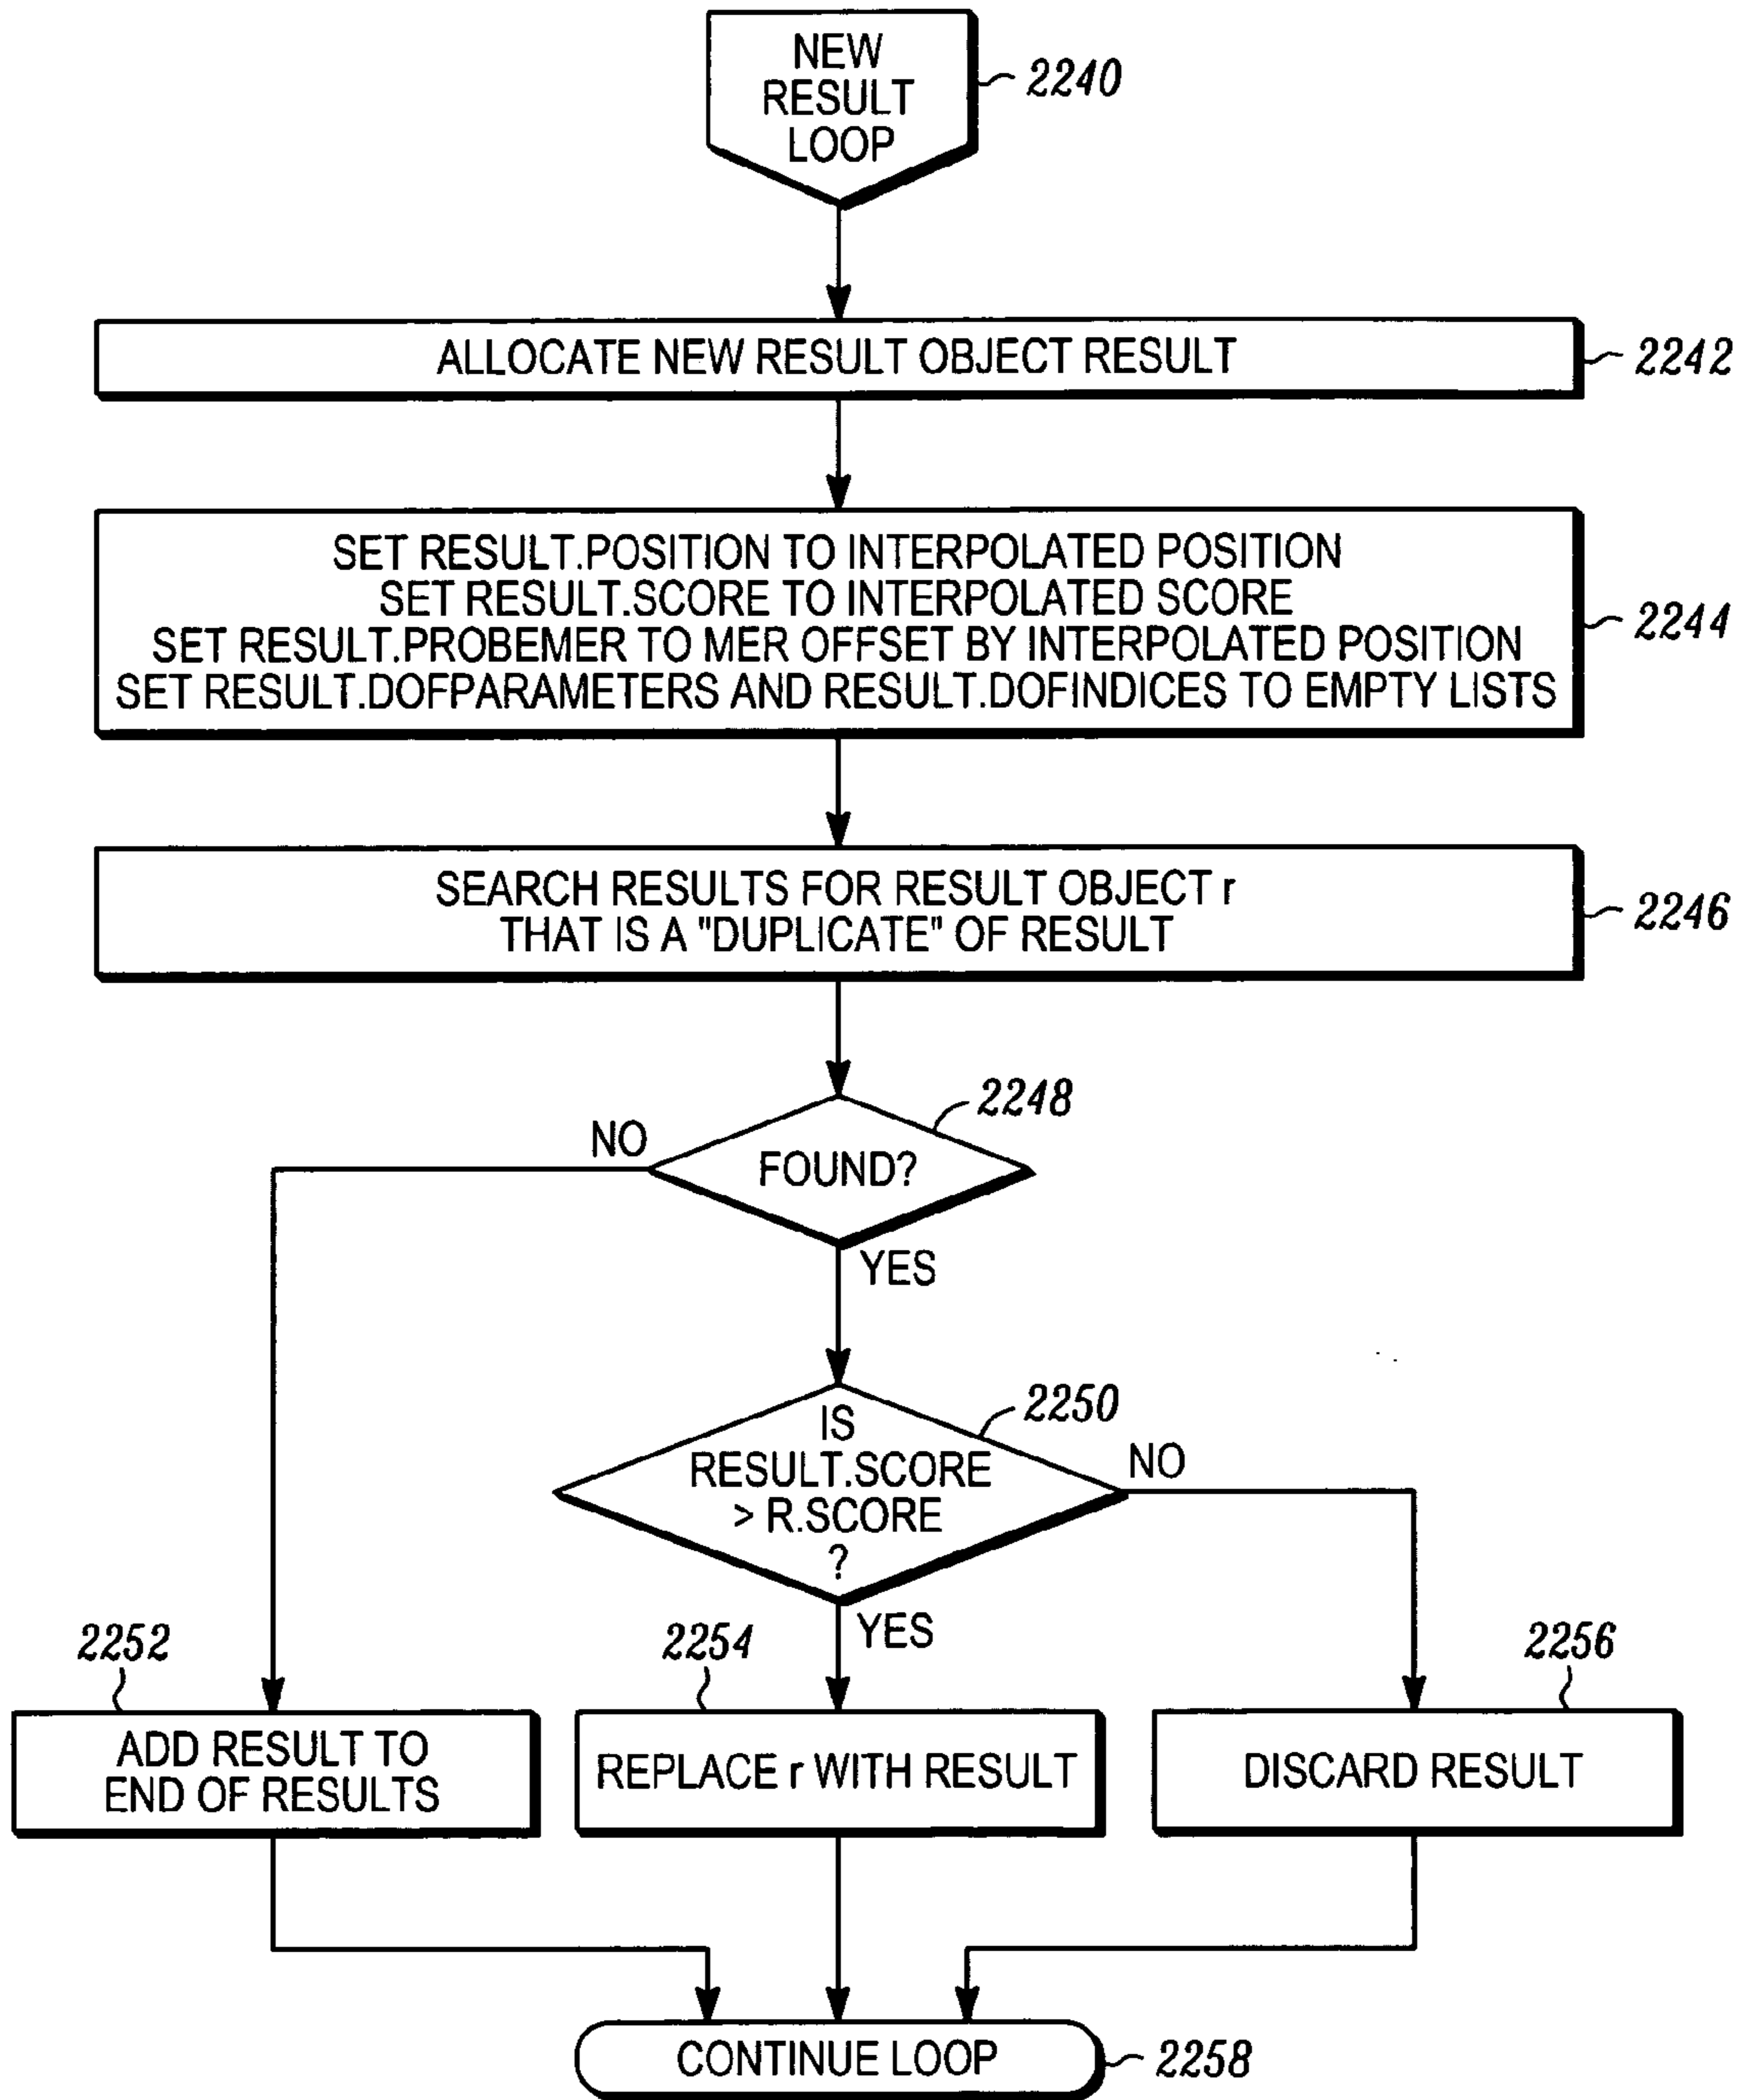 NEW
RESULT
LOOP
2240
ALLOCATE NEW RESULT OBJECT RESULT
2242
SET RESULT.POSITION TO INTERPOLATED POSITION
SET RESULT.SCORE TO INTERPOLATED SCORE
SET RESULT.PROBEMER TO MER OFFSET BY INTERPOLATED POSITION
SET RESULT.DOFPARAMETERS AND RESULT.DOFINDICES TO EMPTY LISTS
2244
SEARCH RESULTS FOR RESULT OBJECT r
THAT IS A "DUPLICATE" OF RESULT
2246
2248
NO
FOUND?
YES
2250
IS
RESULT.SCORE
> R.SCORE
?
NO
YES
2252
2254
2256
ADD RESULT TO
END OF RESULTS
REPLACE r WITH RESULT
DISCARD RESULT
CONTINUE LOOP
2258